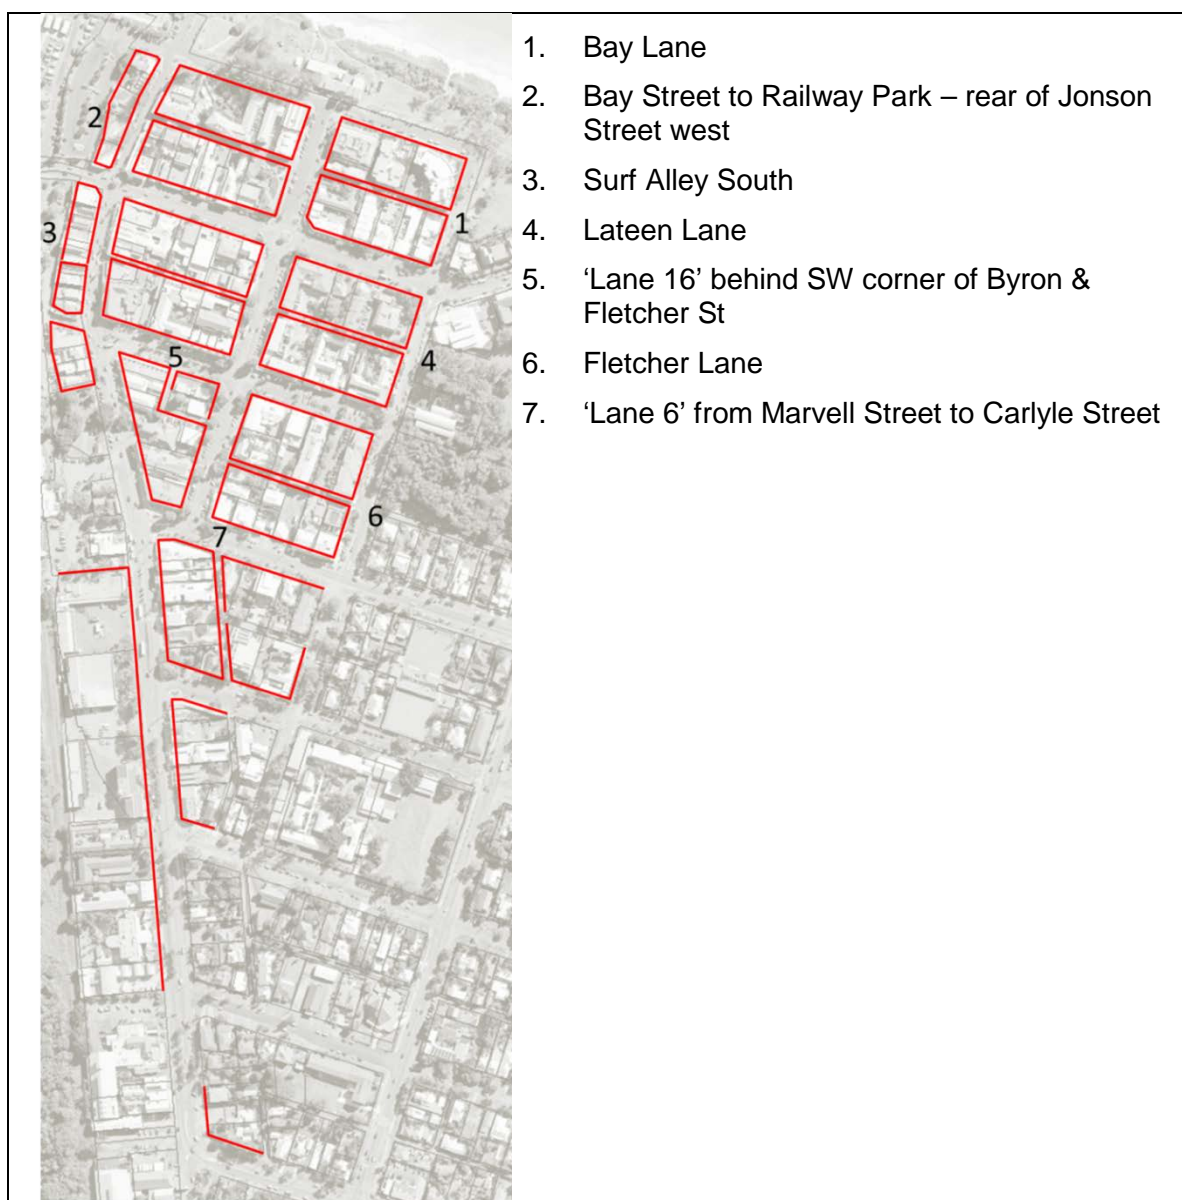 1. Bay Lane
2. Bay Street to Railway Park – rear of Jonson
Street west
3. Surf Alley South
4. Lateen Lane
5. ‘Lane 16’ behind SW corner of Byron &
Fletcher St
6. Fletcher Lane
7. ‘Lane 6’ from Marvell Street to Carlyle Street
2
1
3
5
4
6
7